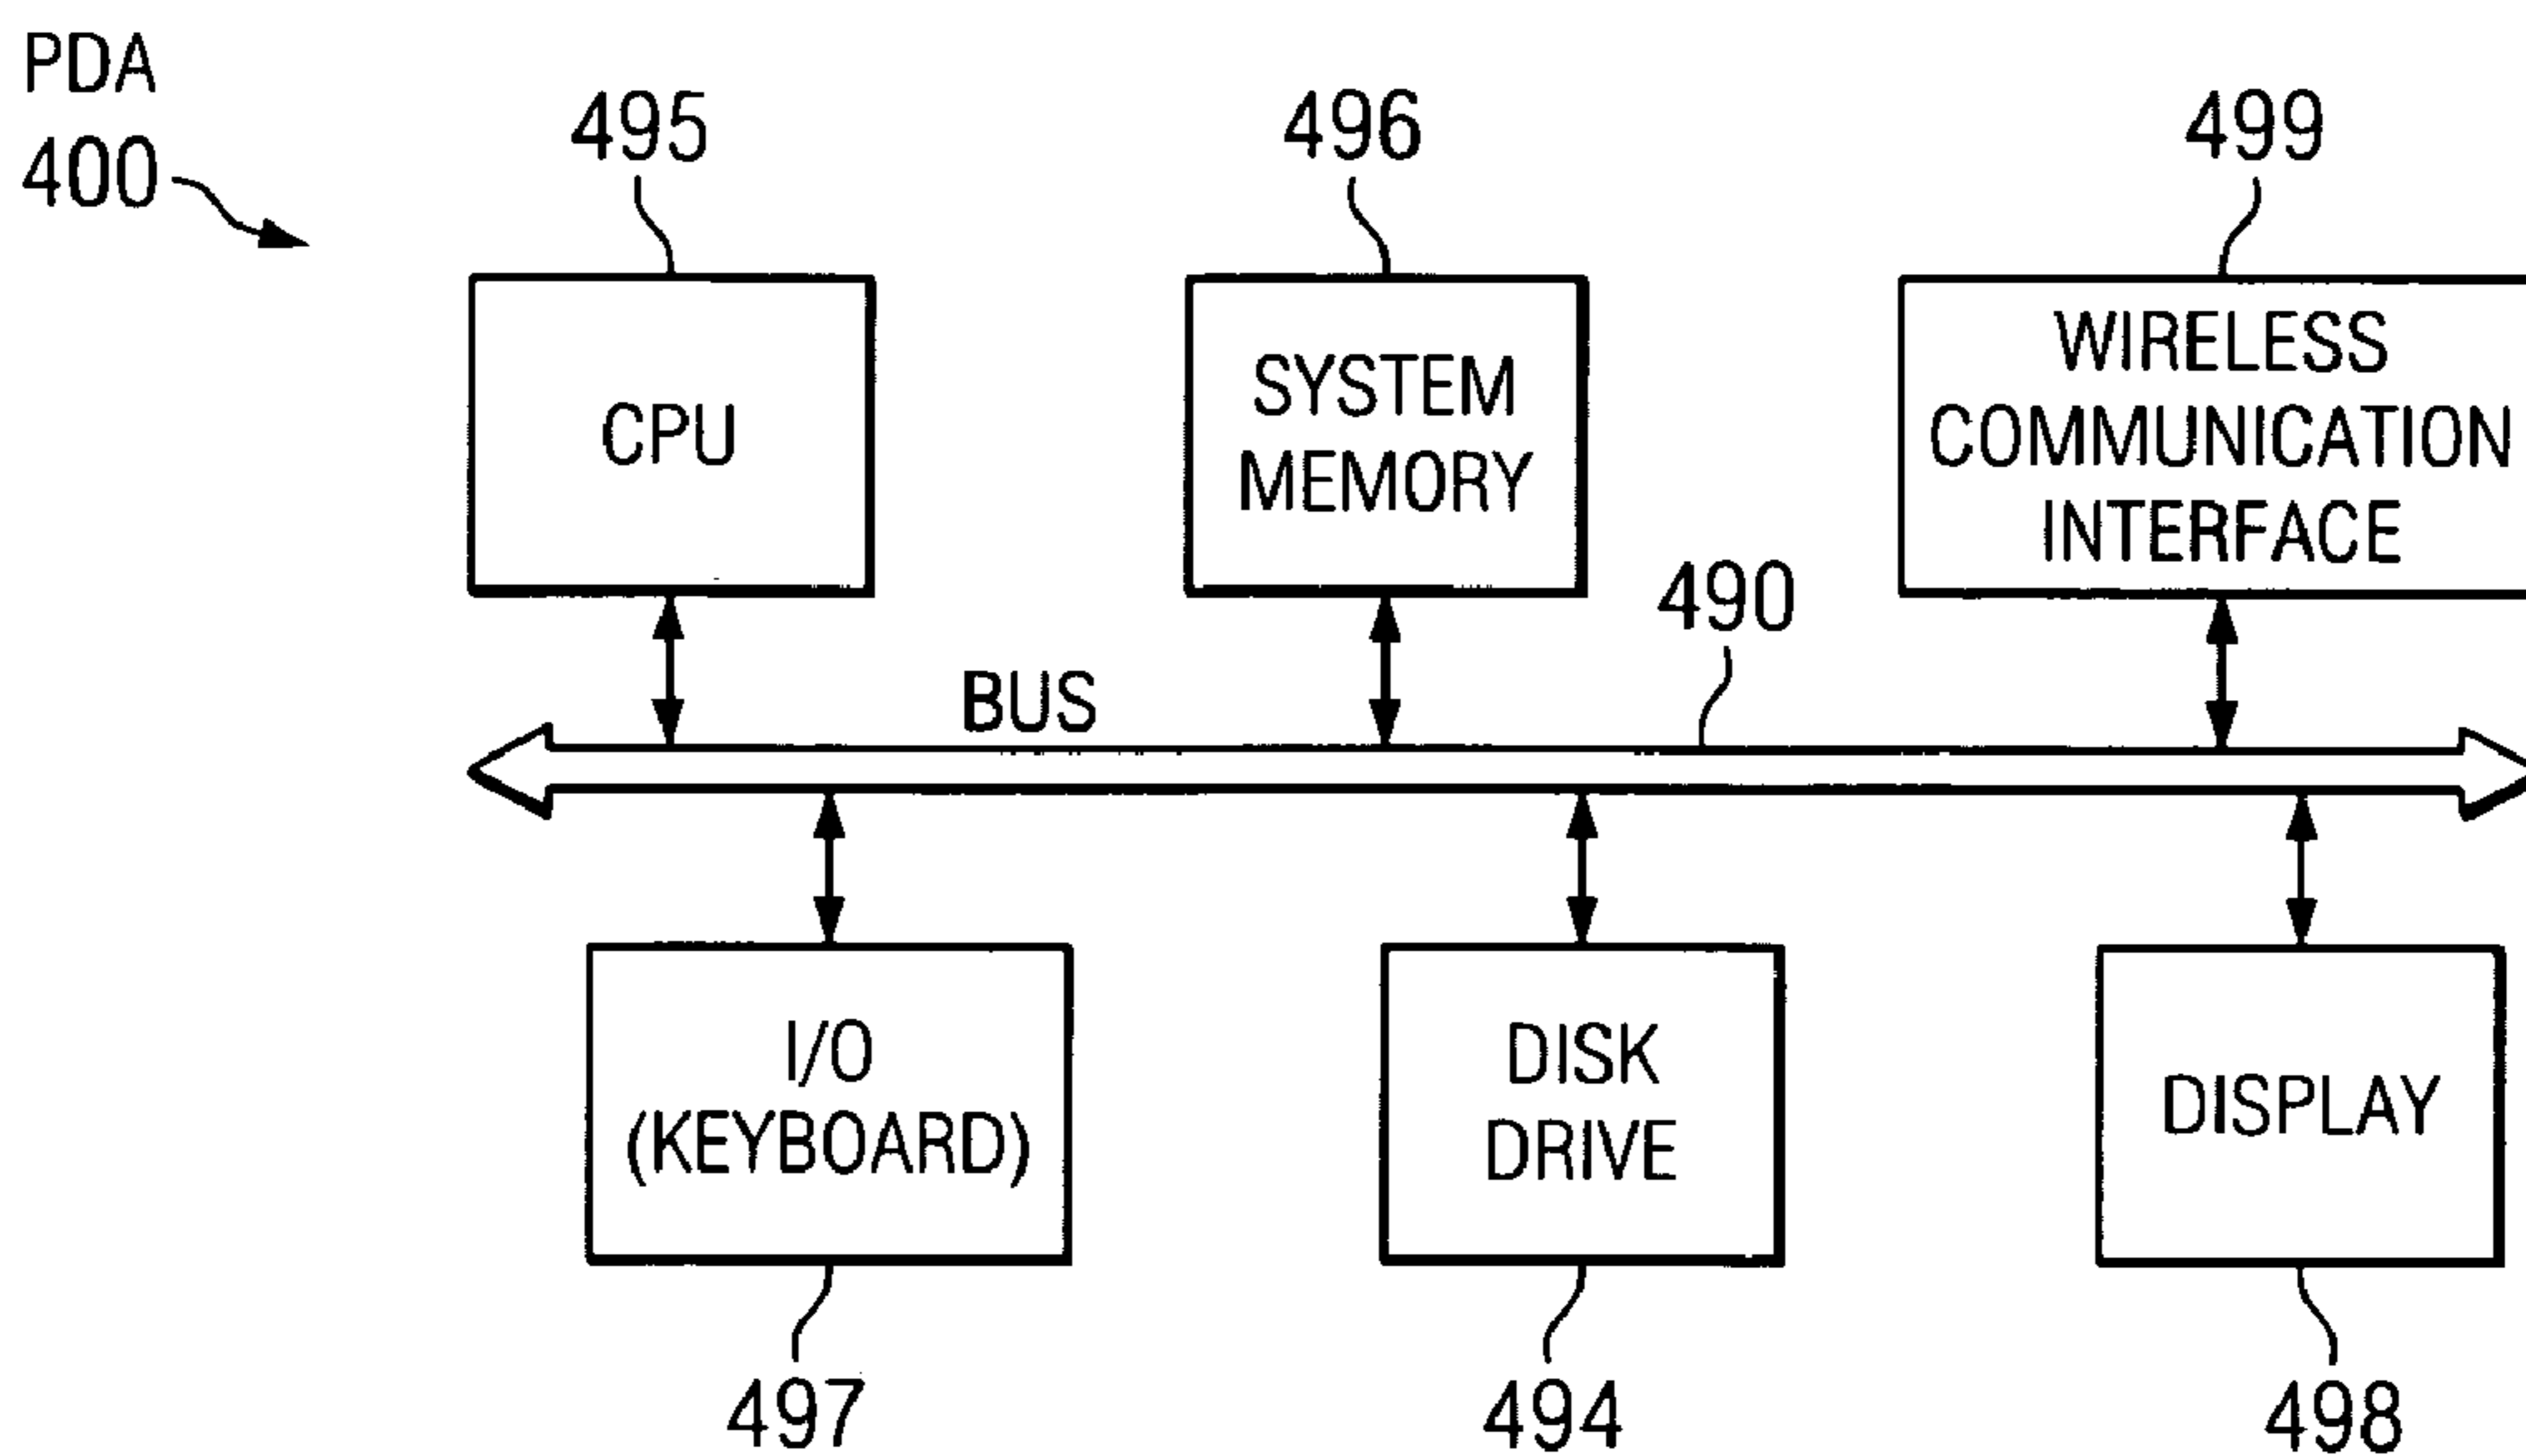 PDA
400
495
496
499
CPU
SYSTEM
MEMORY
WIRELESS
COMMUNICATION
INTERFACE
490
BUS
I/O
(KEYBOARD)
DISK
DRIVE
DISPLAY
497
494
498